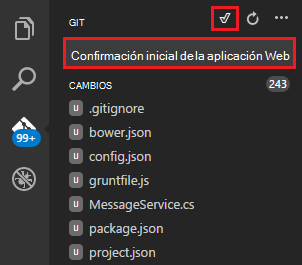 GIT
Confirmación inicial de la aplicación Web
CAMBIOS 243
U .gitignore
U bower.json
99+
U config.json
U gruntfile.js
U MessageService.cs
U package.json
U project.json